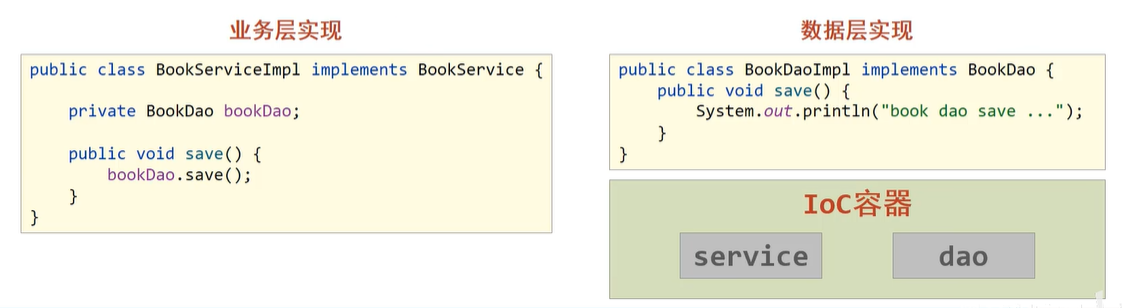 业务层实现
public class BookServiceImpl implements BookService {
    private BookDao bookDao;
    public void save() {
        bookDao.save();
    }
}
数据层实现
public class BookDaoImpl implements BookDao {
    public void save() {
        System.out.println("book dao save ...");
    }
}
IoC容器
service
dao